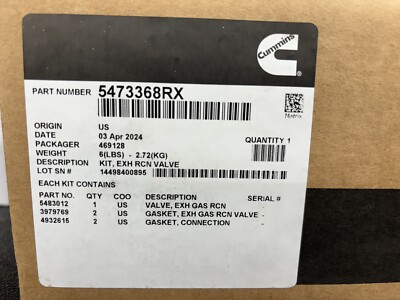 Cummins
PART NUMBER 5473368RX
Matrix
ORIGIN US
DATE 03 Apr 2024
PACKAGER 469128 QUANTITY 1
WEIGHT 6(LBS) - 2.72(KG)
DESCRIPTION KIT, EXH RCN VALVE
LOT SN# 14498400895
EACH KIT CONTAINS
PART NO. QTY COO DESCRIPTION SERIAL #
5483012 1 US VALVE, EXH GAS RCN -
3979769 2 US GASKET, EXH GAS RCN VALVE -
4932615 2 US GASKET, CONNECTION -